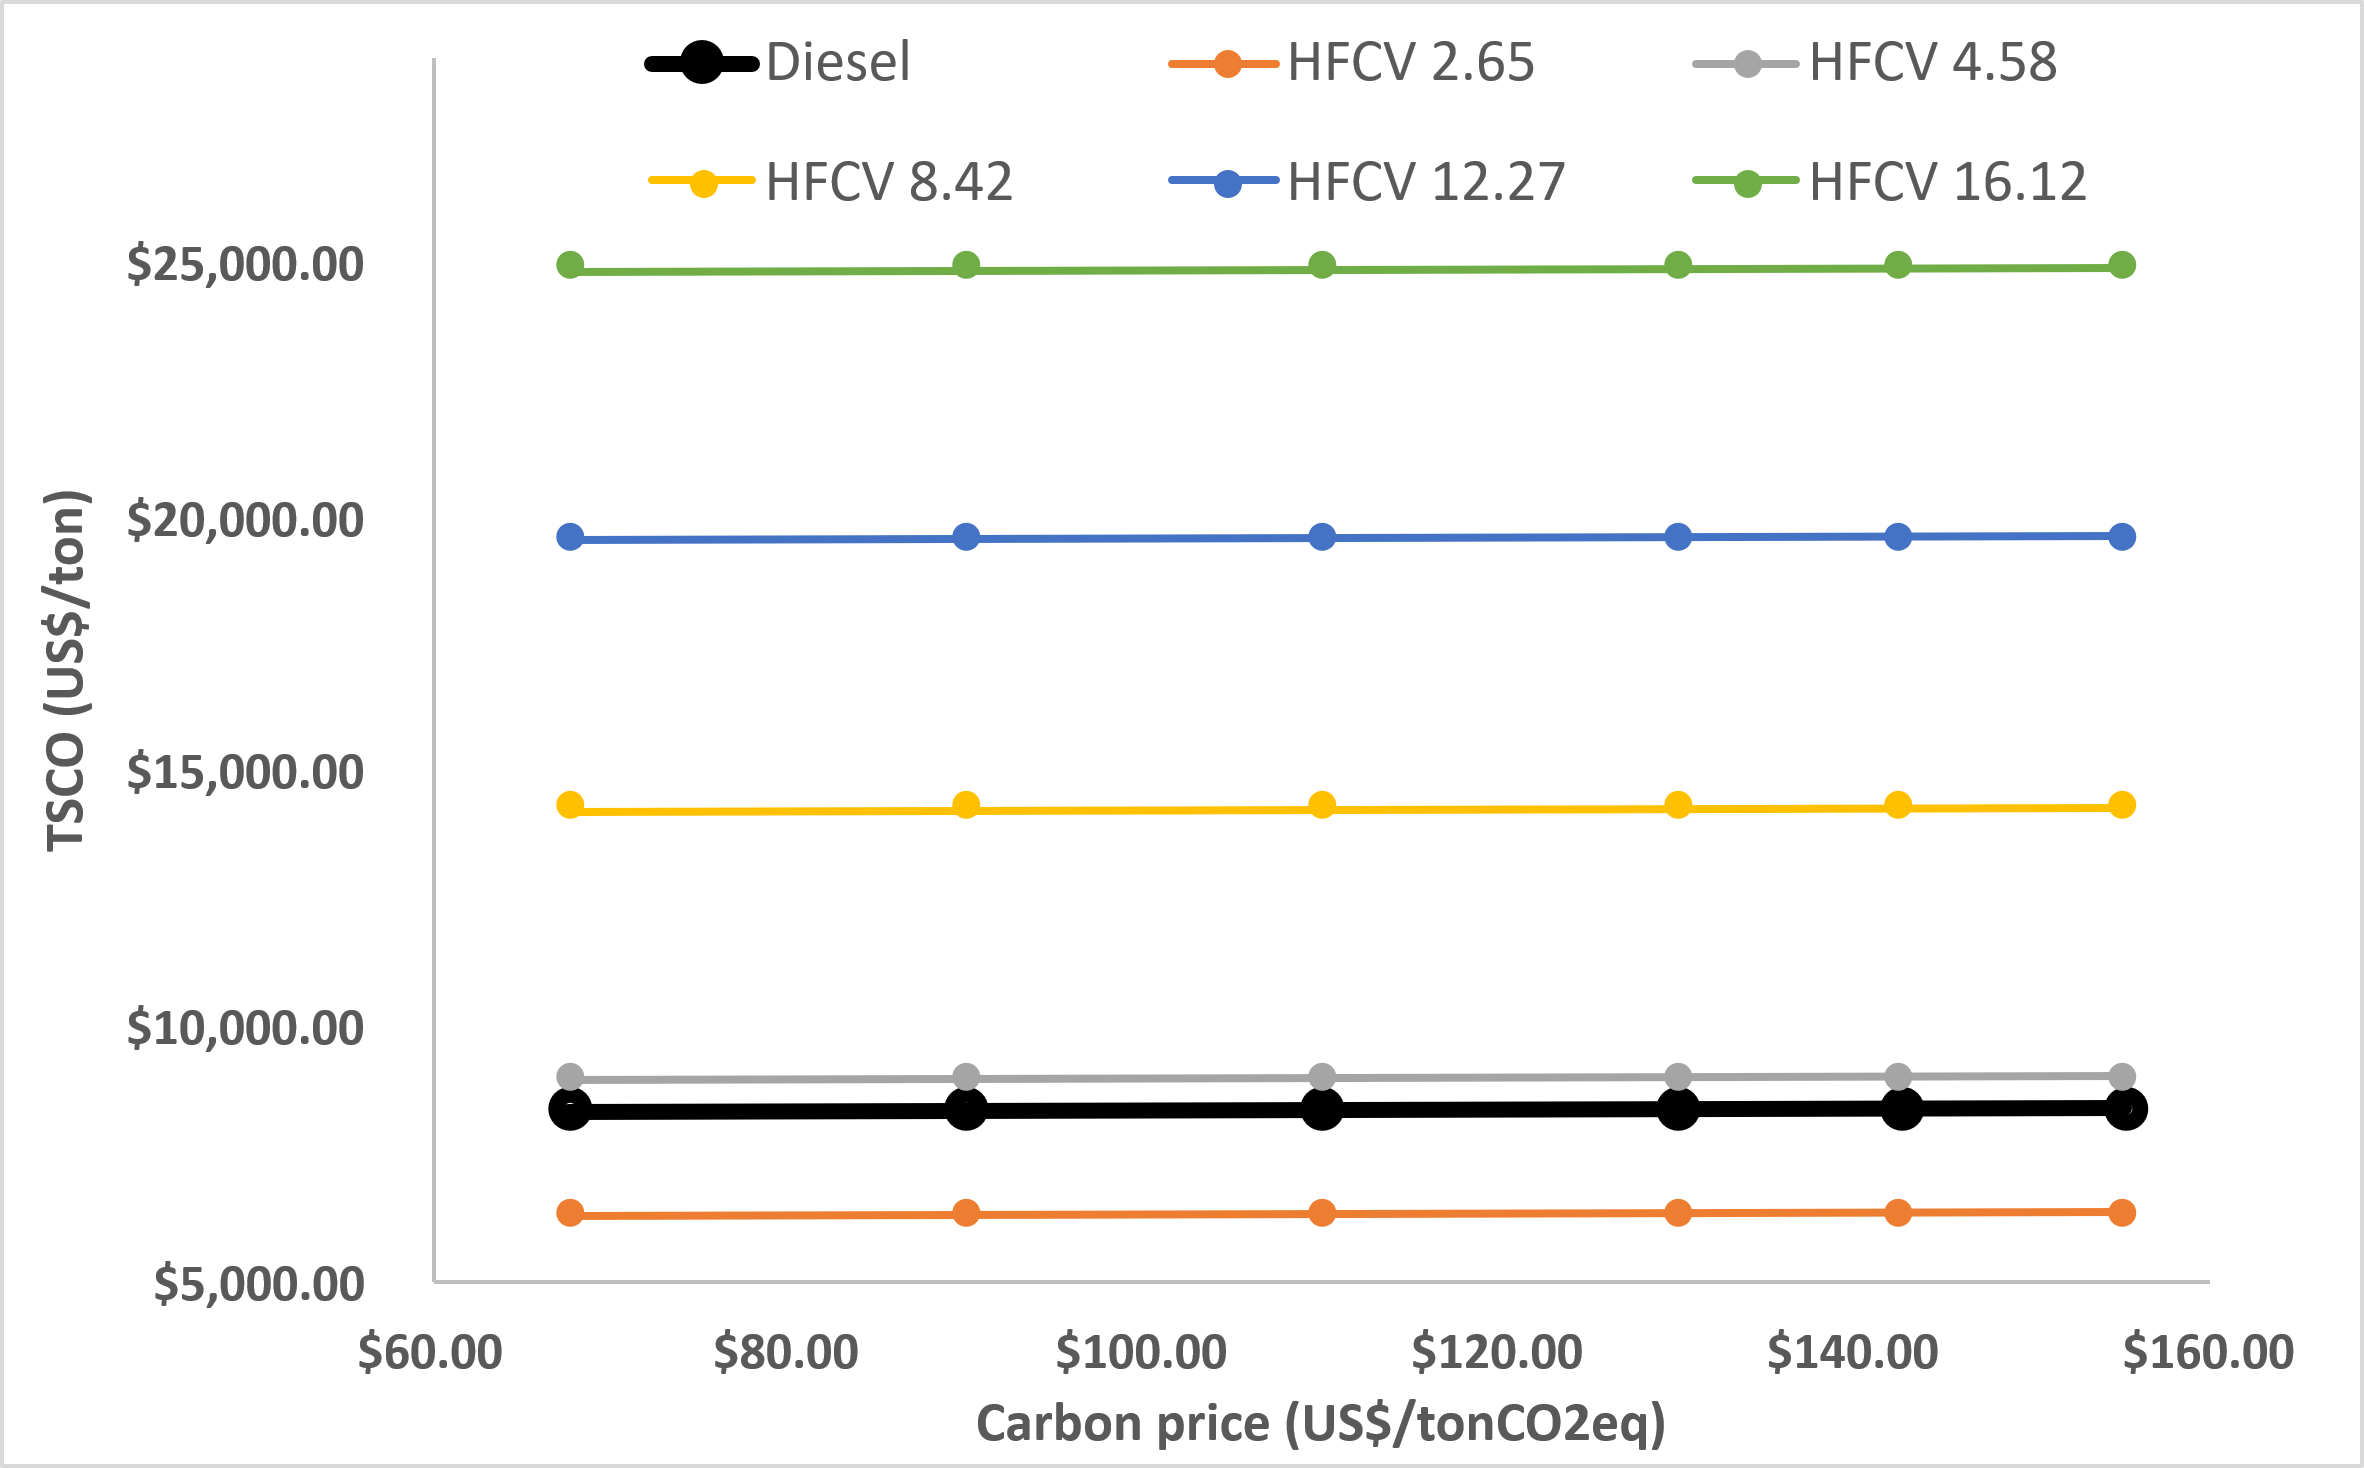 Diesel
HFCV 2.65
HFCV 4.58
HFCV 8.42
HFCV 12.27
HFCV 16.12
TSCO (US$/ton)
$25,000.00
$20,000.00
$15,000.00
$10,000.00
$5,000.00
$60.00
$80.00
$100.00
$120.00
$140.00
$160.00
Carbon price (US$/tonCO2eq)